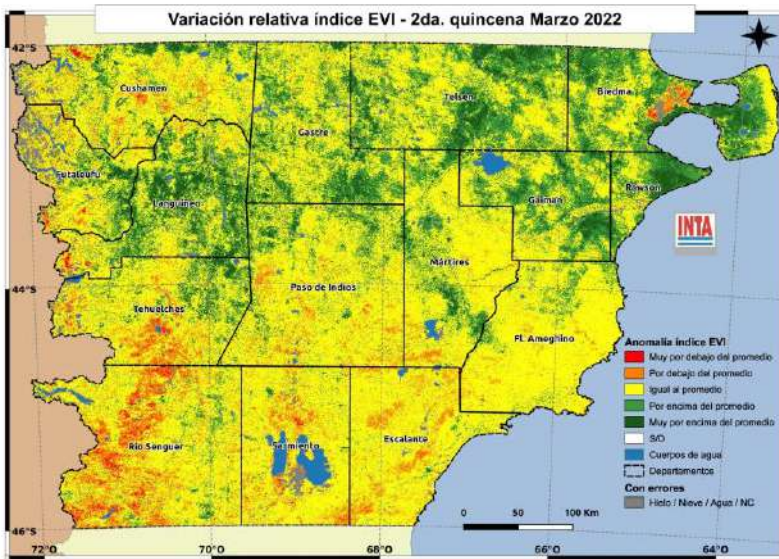 Variación relativa índice EVI - 2da. quincena Marzo 2022
42°S
42°S
Cushamen
Telsen
Biedma
Gastre
Futaleufú
Languiñeo
Gaiman
Rawson
INTA
Mártires
44°S
44°S
Paso de Indios
Tehuelches
Fl. Ameghino
Anomalía índice EVI
Muy por debajo del promedio
Por debajo del promedio
Igual al promedio
Por encima del promedio
Muy por encima del promedio
S/D
Cuerpos de agua
Departamentos
Con errores
Hielo / Nieve / Agua / NC
Río Senguer
Sarmiento
Escalante
0 50 100 Km
46°S
46°S
72°O 70°O 68°O 66°O 64°O